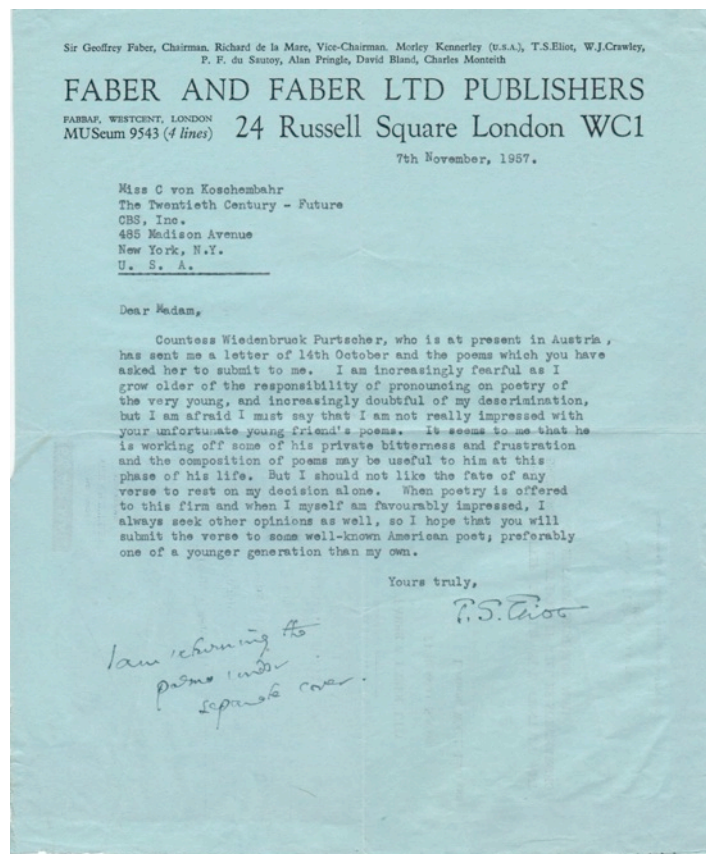 Sir Geoffrey Faber, Chairman. Richard de la Mare, Vice-Chairman. Morley Kennerley (U.S.A.), T.S.Eliot, W.J.Crawley,
P. F. du Sautoy, Alan Pringle, David Bland, Charles Monteith
FABER AND FABER LTD PUBLISHERS
FABBAF, WESTCENT, LONDON
MUSeum 9543 (4 lines)
24 Russell Square London WC1
7th November, 1957.
Miss C von Koschembahr
The Twentieth Century - Future
CBS, Inc.
485 Madison Avenue
New York, N.Y.
U. S. A.
Dear Madam,
Countess Wiedenbruck Purtscher, who is at present in Austria,
has sent me a letter of 14th October and the poems which you have
asked her to submit to me. I am increasingly fearful as I
grow older of the responsibility of pronouncing on poetry of
the very young, and increasingly doubtful of my descrimination,
but I am afraid I must say that I am not really impressed with
your unfortunate young friend's poems. It seems to me that he
is working off some of his private bitterness and frustration
and the composition of poems may be useful to him at this
phase of his life. But I should not like the fate of any
verse to rest on my decision alone. When poetry is offered
to this firm and when I myself am favourably impressed, I
always seek other opinions as well, so I hope that you will
submit the verse to some well-known American poet; preferably
one of a younger generation than my own.
Yours truly,
T. S. Eliot
I am returning the
poems under
separate cover.